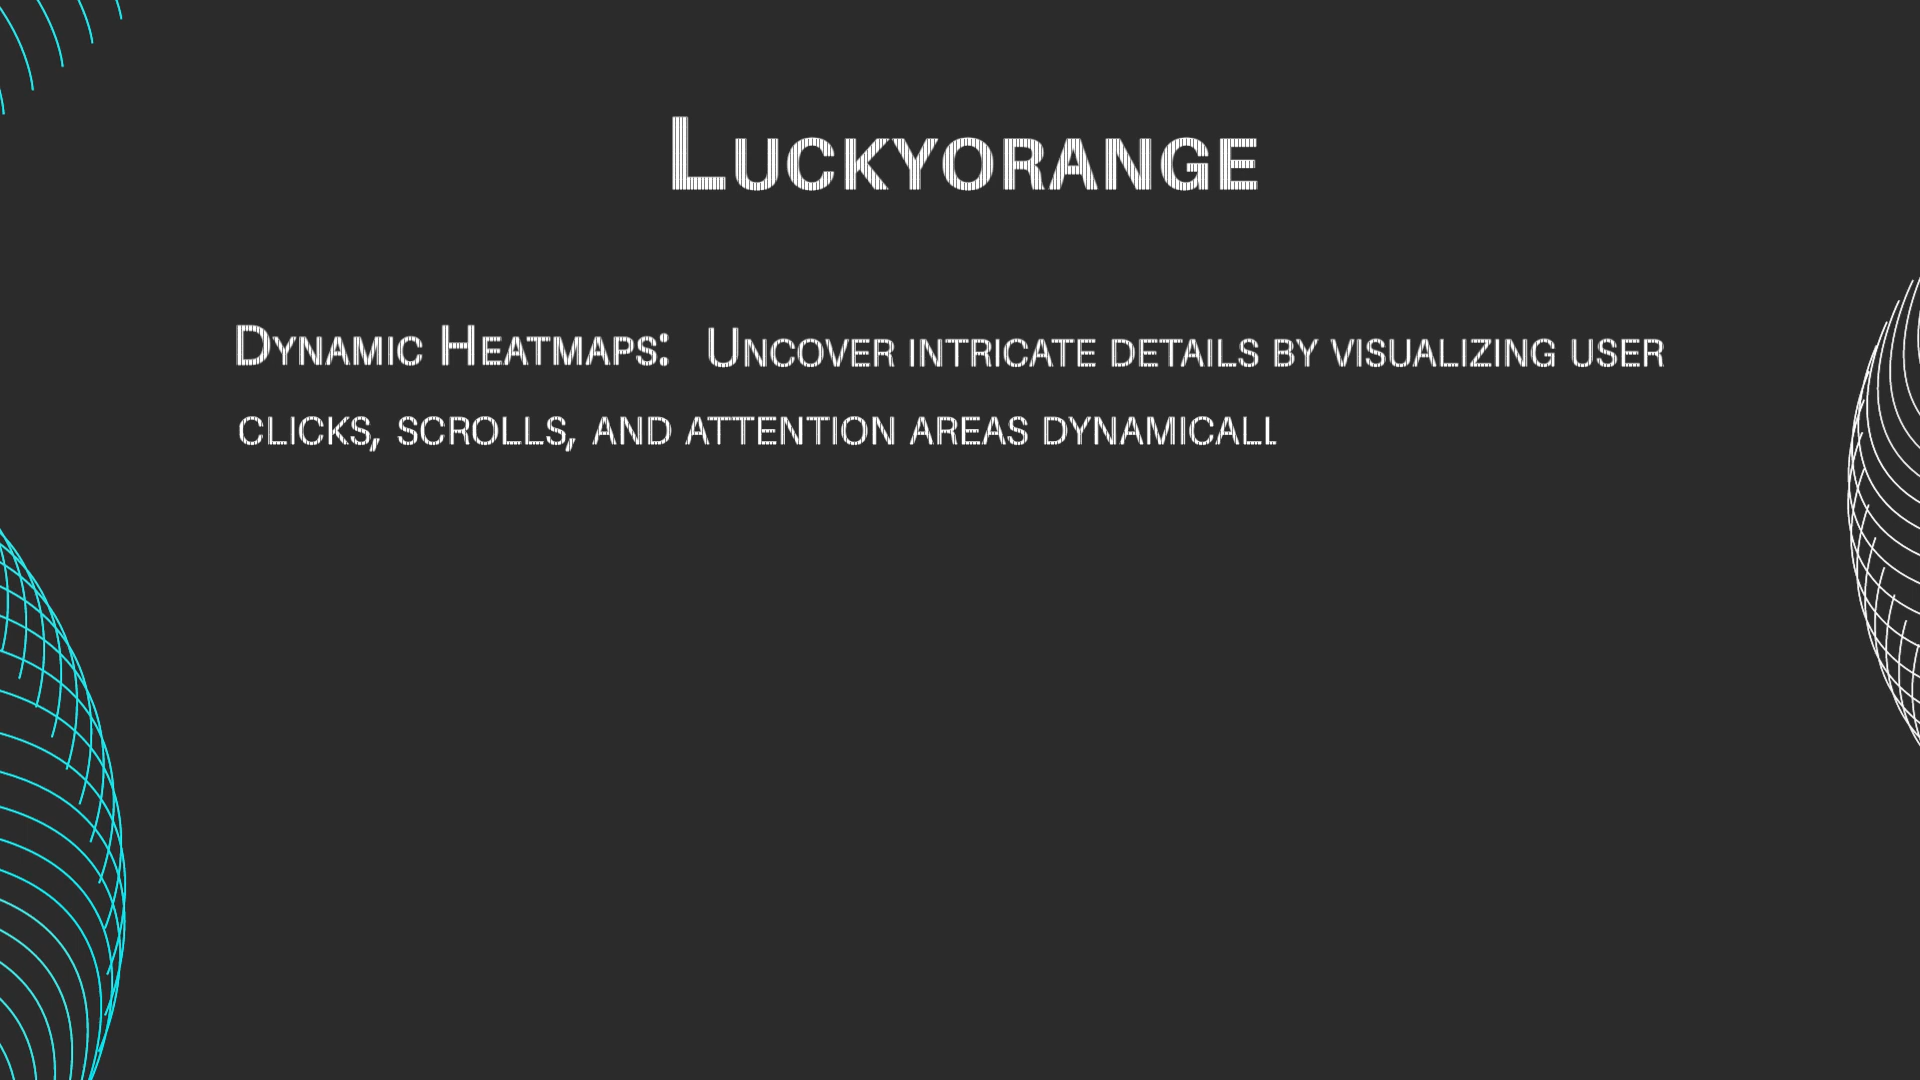 Luckyorange
Dynamic Heatmaps: Uncover intricate details by visualizing user
clicks, scrolls, and attention areas dynamicall